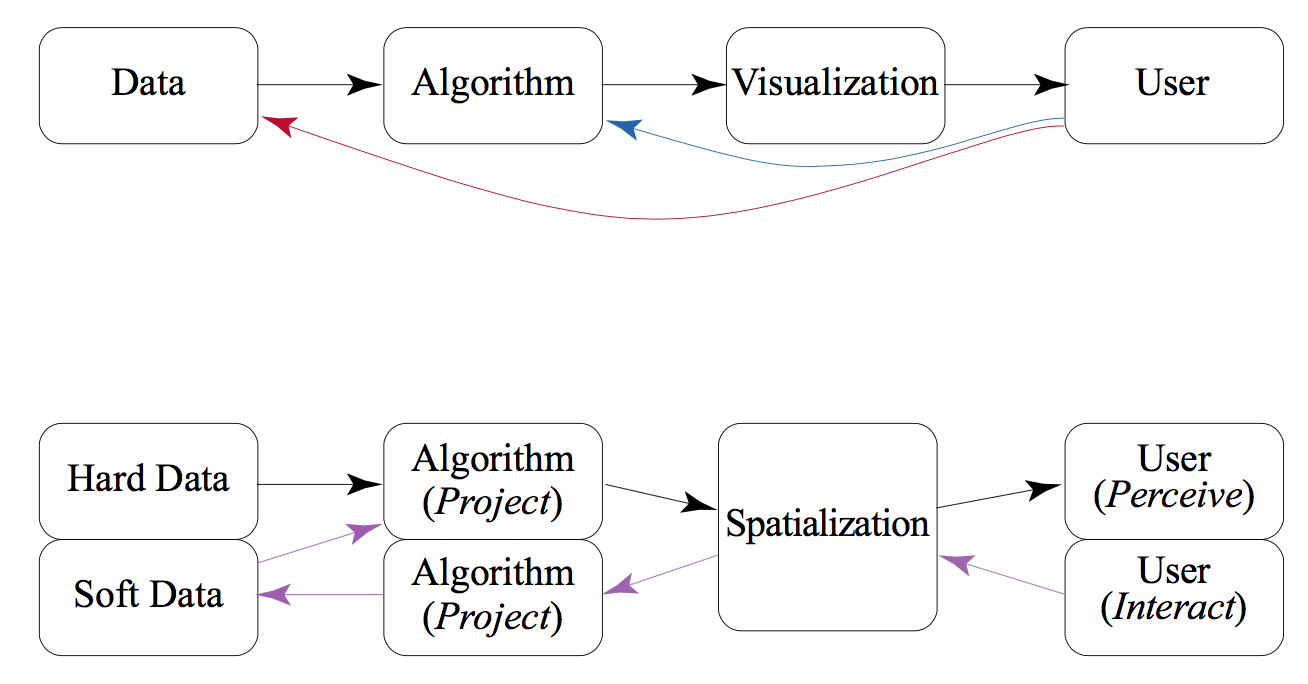 Data
Algorithm
Visualization
User
Hard Data
Algorithm
(Project)
Spatialization
User
(Perceive)
Soft Data
Algorithm
(Project)
User
(Interact)